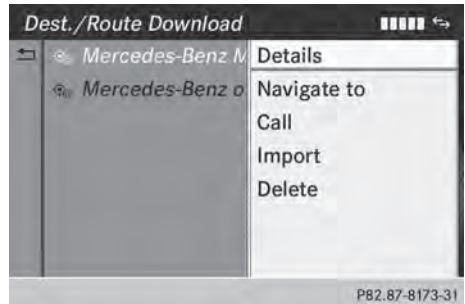 Dest./Route Download
Mercedes-Benz M
Details
Mercedes-Benz o
Navigate to
Call
Import
Delete
P82.87-8173-31